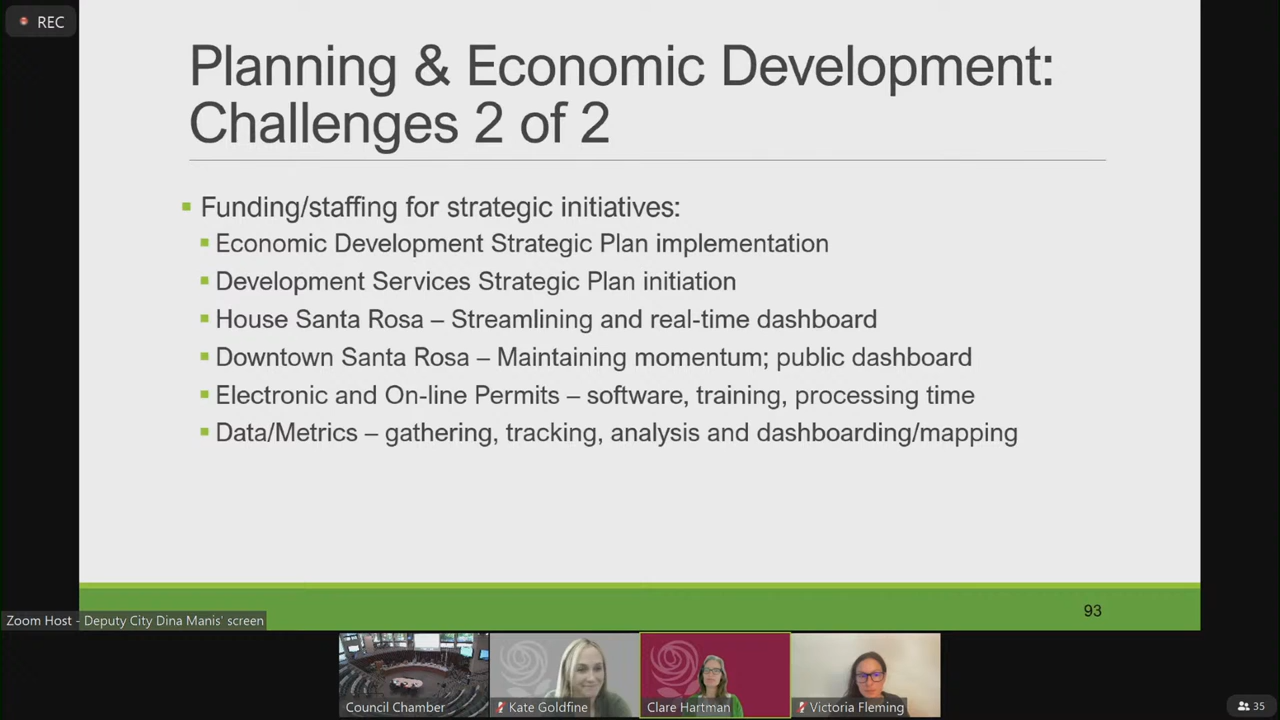 REC
Planning & Economic Development:
Challenges 2 of 2
Funding/staffing for strategic initiatives:
Economic Development Strategic Plan implementation
Development Services Strategic Plan initiation
House Santa Rosa – Streamlining and real-time dashboard
Downtown Santa Rosa – Maintaining momentum; public dashboard
Electronic and On-line Permits – software, training, processing time
Data/Metrics – gathering, tracking, analysis and dashboarding/mapping
93
Zoom Host - Deputy City Dina Manis' screen
Council Chamber
Kate Goldfine
Clare Hartman
Victoria Fleming
35